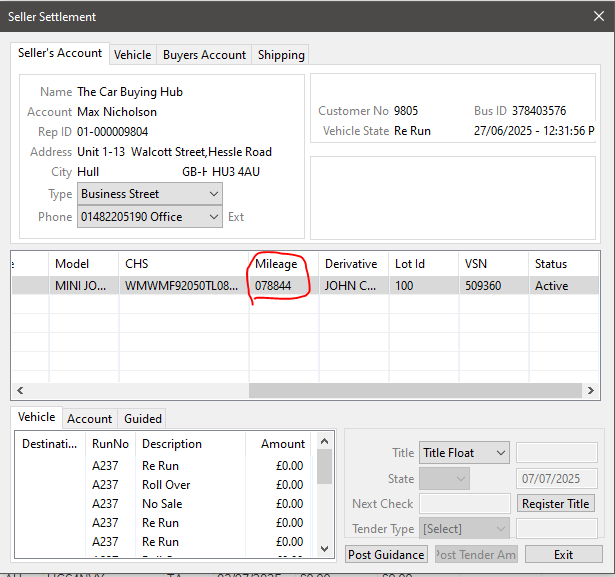 Seller Settlement
Seller's Account Vehicle Buyers Account Shipping
Name The Car Buying Hub
Account Max Nicholson
Rep ID 01-000009804
Address Unit 1-13 Walcott Street,Hessle Road
City Hull GB-H HU3 4AU
Type Business Street
Phone 01482205190 Office Ext
Customer No 9805 Bus ID 378403576
Vehicle State Re Run 27/06/2025 - 12:31:56 P
e Model CHS Mileage Derivative Lot Id VSN Status
MINI JO... WMWMF92050TL08... 078844 JOHN C... 100 509360 Active
Vehicle Account Guided
Destinati... RunNo Description Amount
A237 Re Run £0.00
A237 Roll Over £0.00
A237 No Sale £0.00
A237 Re Run £0.00
A237 Re Run £0.00
Title Title Float
State 07/07/2025
Next Check Register Title
Tender Type [Select]
Post Guidance Post Tender Am Exit